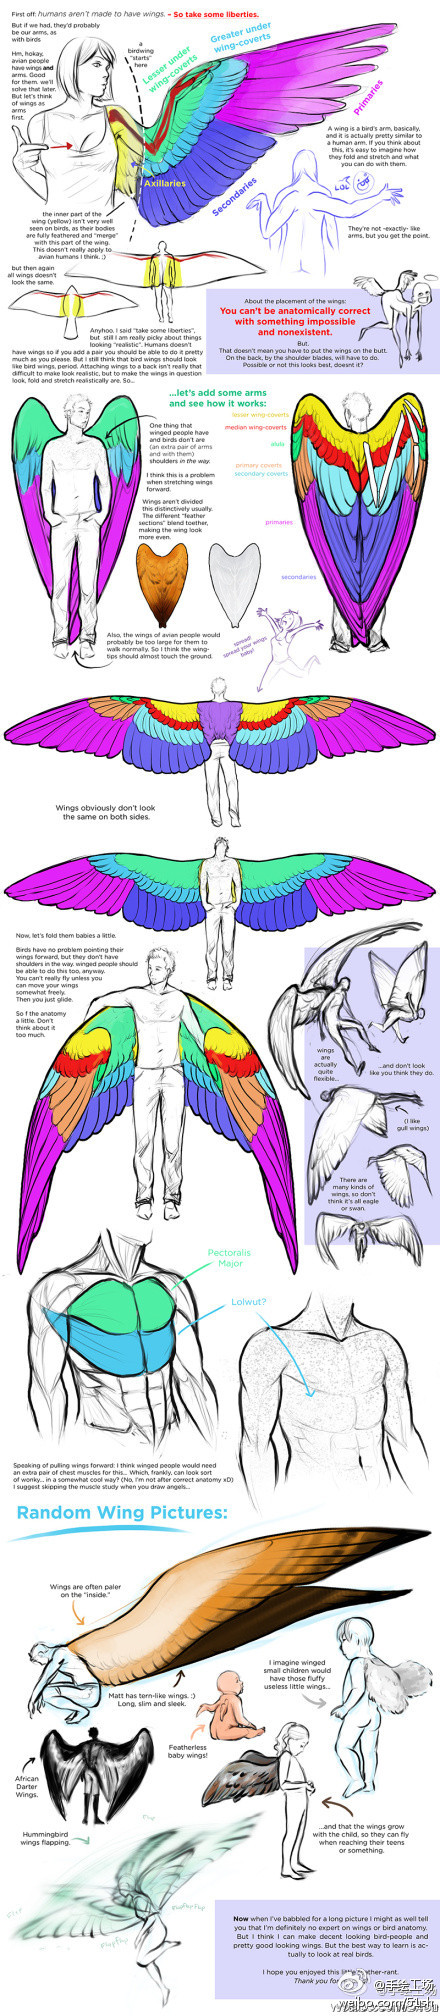 First off: humans aren't made to have wings. – So take some liberties.
But if we had, they'd probably
be our arms, as
with birds
Hm, hokay,
avian people
have wings and
arms. Good
for them. we'll
solve that later.
But let's think
of wings as
arms first.
a
birdwing
"starts"
here
Lesser under
wing-coverts
Greater under
wing-coverts
Primaries
Secondaries
Axillaries
A wing is a bird's arm, basically,
and it is actually pretty similar to
a human arm. If you think about
this, it's easy to imagine how
they fold and stretch and what
you can do with them.
LOL
They're not -exactly- like
arms, but you get the point.
the inner part of the
wing (yellow) isn't very well
seen on birds, as their bodies
are fully feathered and "merge"
with this part of the wing.
This doesn't really apply to
avian humans I think. ;)
but then again
all wings doesn't
look the same.
Anyhoo. I said "take some liberties",
but still I am really picky about things
looking "realistic". Humans doesn't
have wings so if you add a pair you should be able to do it pretty
much as you please. But I still think that bird wings should look
like bird wings, period. Attaching wings to a back isn't really that
difficult to make look realistic, but to make the wings in question
look, fold and stretch realistically are. So...
About the placement of the wings:
You can't be anatomically correct
with something impossible
and nonexistent.
But.
That doesn't mean you have to put the wings on the butt.
On the back, by the shoulder blades, will have to do.
Possible or not this looks best, doesnt it?
...let's add some arms
and see how it works:
One thing that
winged people have
and birds don't are
(an extra pair of arms
and with them)
shoulders in the way.
I think this is a problem
when stretching wings
forward.
Wings aren't divided
this distinctively usually.
The different "feather
sections" blend toether,
making the wing look
more even.
lesser wing-coverts
median wing-coverts
alula
primary coverts
secondary coverts
primaries
secondaries
Also, the wings of avian people would
probably be too large for them to
walk normally. So I think the wing-
tips should almost touch the ground.
spread!
spread your wings
baby!
Wings obviously don't look
the same on both sides.
Now, let's fold them babies a little.
Birds have no problem pointing their
wings forward, but they don't have
shoulders in the way. winged people should
be able to do this too, anyway.
You can't really fly unless you
can move your wings
somewhat freely.
Then you just glide.
So f the anatomy
a little. Don't
think about it
too much.
wings
are
actually
quite
flexible...
...and don't look
like you think they do.
(I like
gull wings)
There are
many kinds of
wings, so don't
think it's all eagle
or swan.
Pectoralis
Major
Lolwut?
Speaking of pulling wings forward: I think winged people would need
an extra pair of chest muscles for this... Which, frankly, can look sort
of wonky... in a somewhat cool way? (No, I'm not after correct anatomy xD)
I suggest skipping the muscle study when you draw angels...
Random Wing Pictures:
Wings are often paler
on the "inside."
Matt has tern-like wings. :)
Long, slim and sleek.
I imagine winged
small children would
have those fluffy
useless little wings...
Featherless
baby wings!
African
Darter
Wings.
...and that the wings grow
with the child, so they can fly
when reaching their teens
or something.
Hummingbird
wings flapping.
Now when I've babbled for a long picture I might as well tell
you that I'm definitely no expert on wings or bird anatomy.
But I think I can make decent looking bird-people and
pretty good looking wings. But the best way to learn is ac-
tually to look at real birds.
I hope you enjoyed this little feather-rant.
Thank you for
@手绘工场
weibo.com/